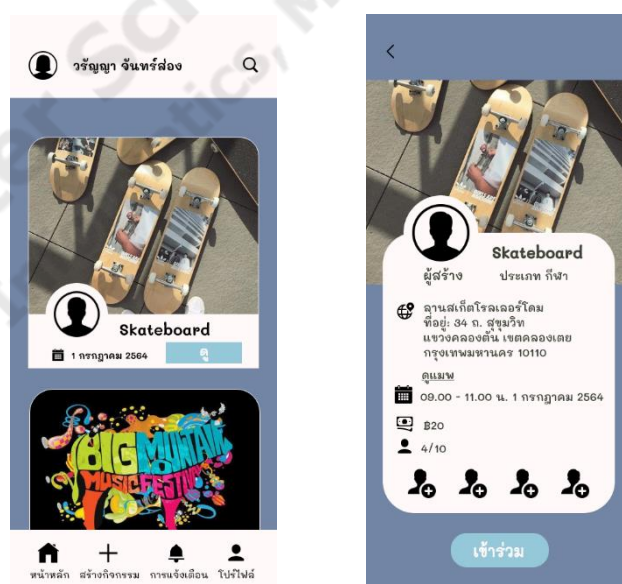 วรัญญา จันทร์ส่อง
Skateboard
1 กรกฎาคม 2564
ดู
BIG MOUNTAIN
MUSIC FESTIVAL
หน้าหลัก สร้างกิจกรรม การแจ้งเตือน โปรไฟล์
Skateboard
ผู้สร้าง ประเภท กีฬา
ลานสเก็ตโรลเลอร์โดม
ที่อยู่: 34 ถ. สุขุมวิท
แขวงคลองตัน เขตคลองเตย
กรุงเทพมหานคร 10110
ดูแมพ
09.00 - 11.00 น. 1 กรกฎาคม 2564
฿20
4/10
เข้าร่วม